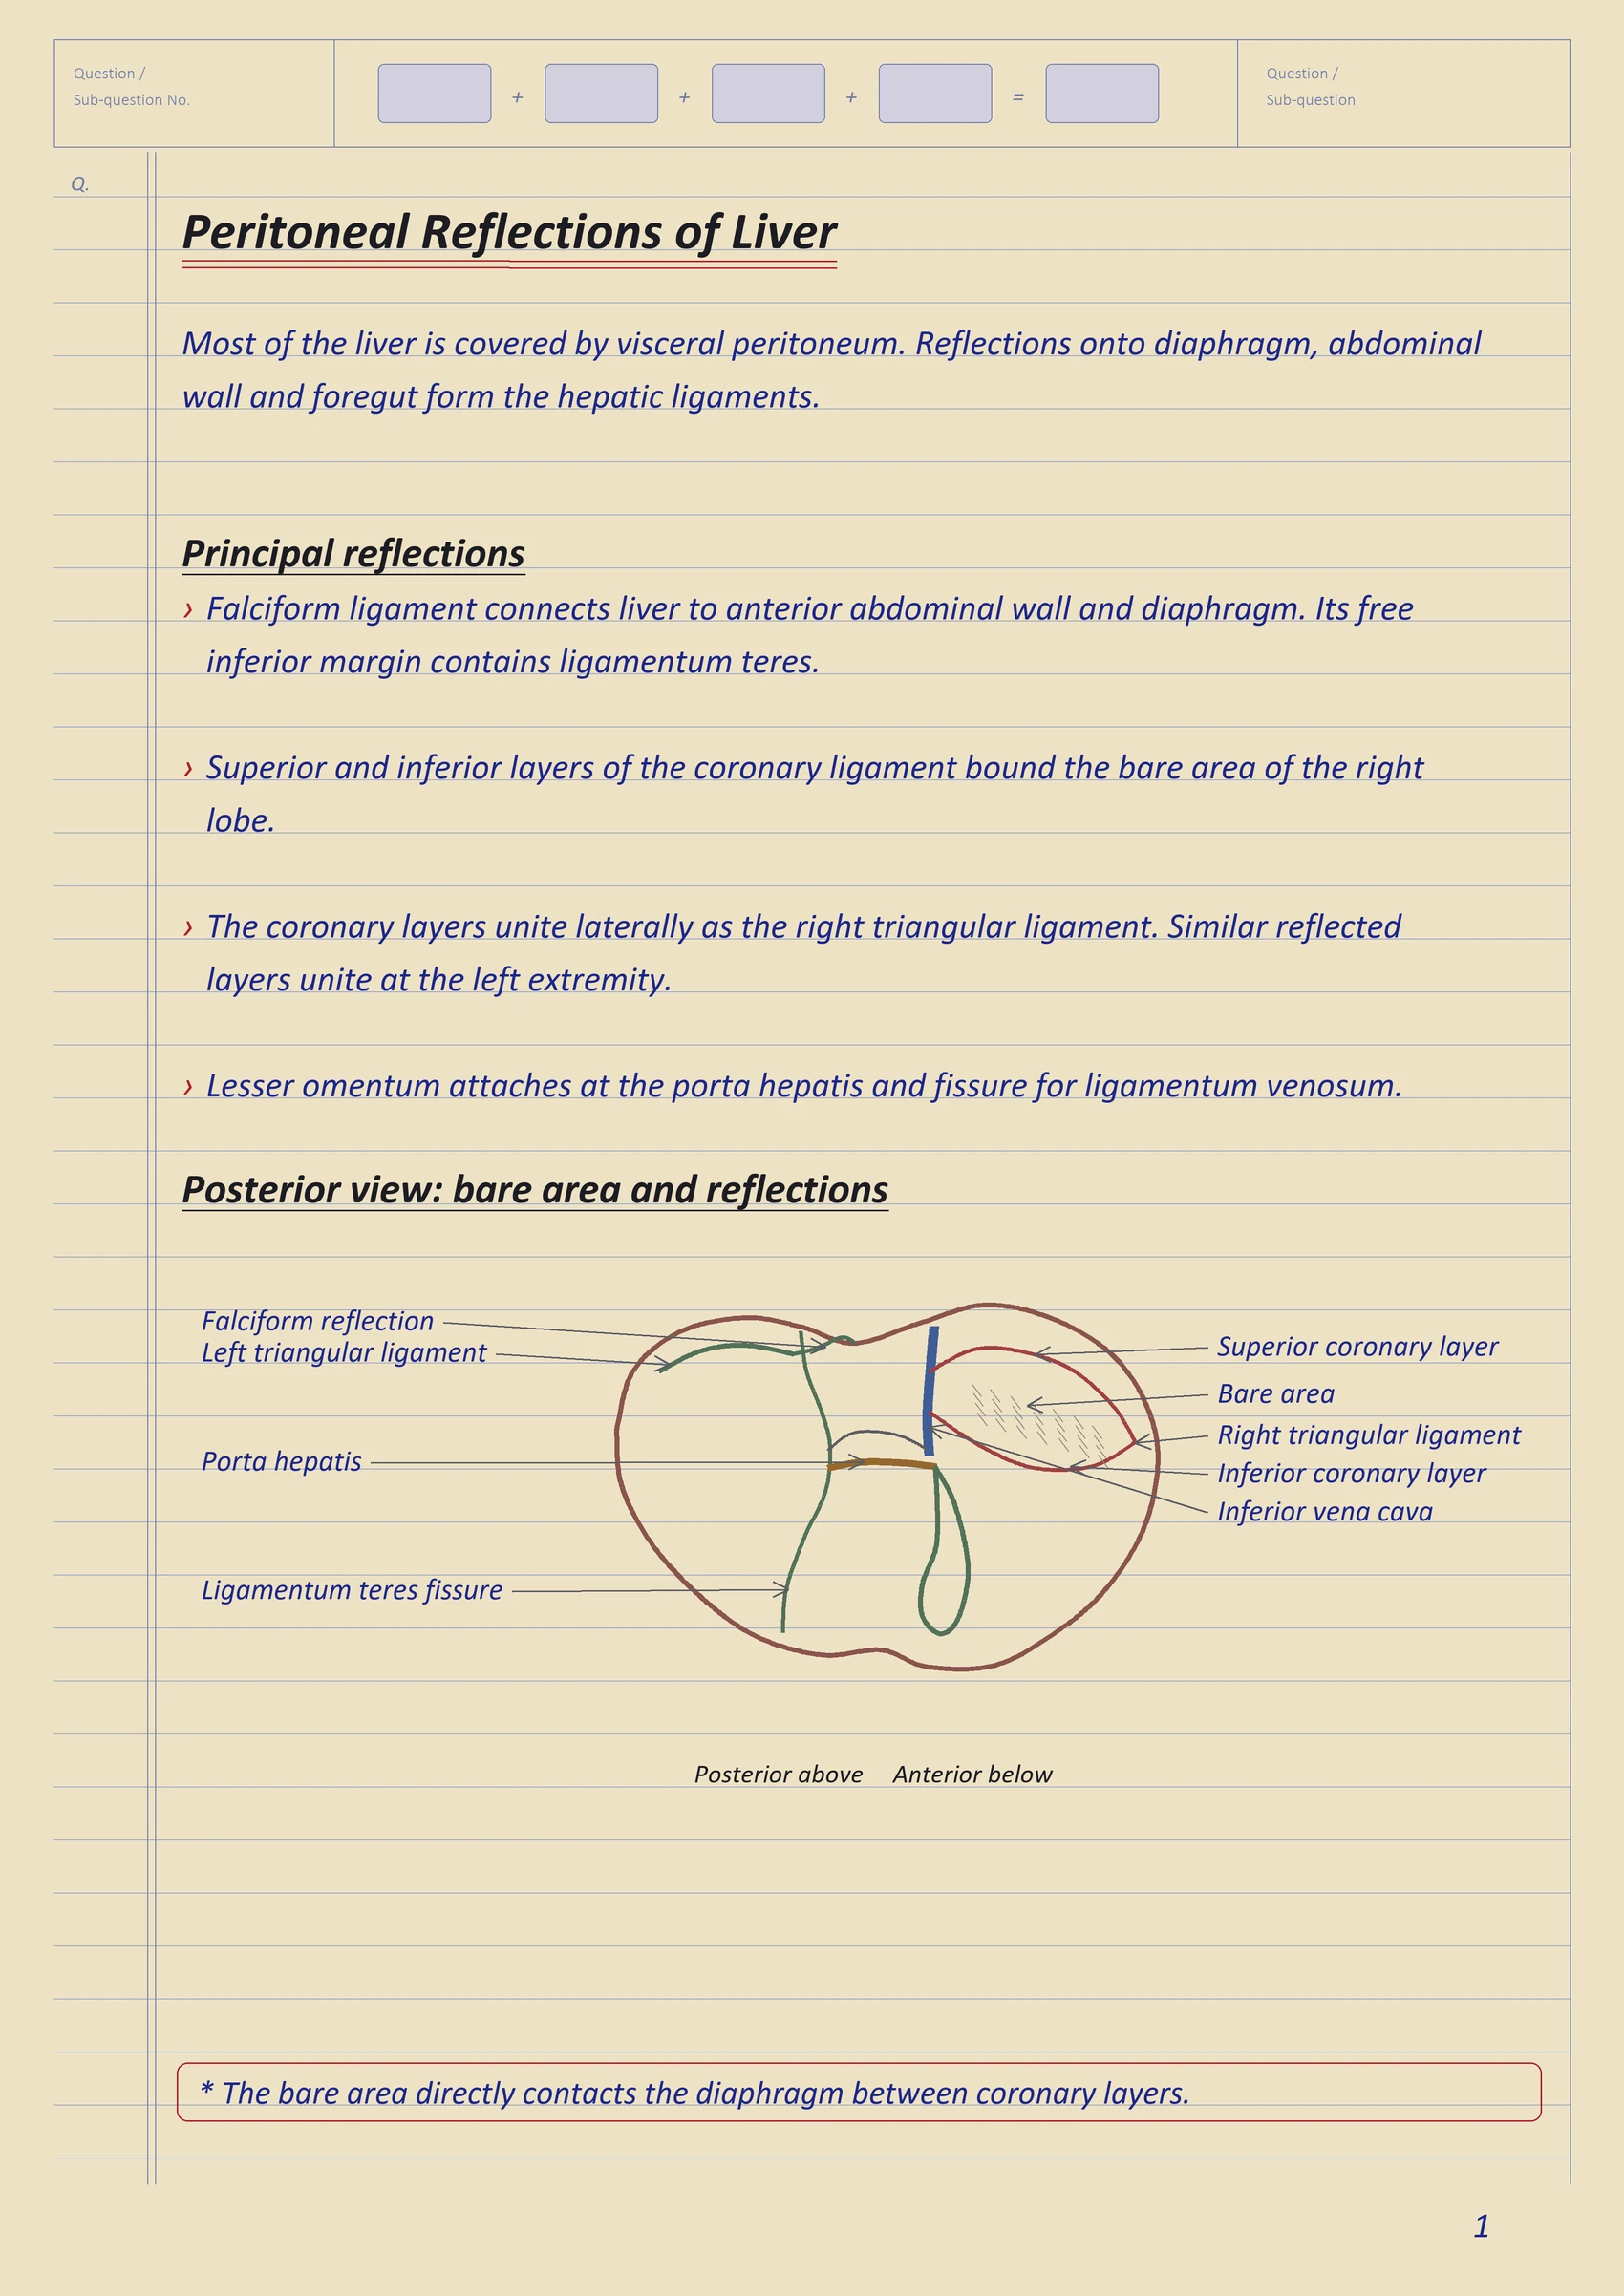 Question /
Sub-question No.
+ + + =
Question /
Sub-question
Q.
Peritoneal Reflections of Liver
Most of the liver is covered by visceral peritoneum. Reflections onto diaphragm, abdominal
wall and foregut form the hepatic ligaments.
Principal reflections
› Falciform ligament connects liver to anterior abdominal wall and diaphragm. Its free
inferior margin contains ligamentum teres.
› Superior and inferior layers of the coronary ligament bound the bare area of the right
lobe.
› The coronary layers unite laterally as the right triangular ligament. Similar reflected
layers unite at the left extremity.
› Lesser omentum attaches at the porta hepatis and fissure for ligamentum venosum.
Posterior view: bare area and reflections
Falciform reflection
Left triangular ligament
Porta hepatis
Ligamentum teres fissure
Superior coronary layer
Bare area
Right triangular ligament
Inferior coronary layer
Inferior vena cava
Posterior above Anterior below
* The bare area directly contacts the diaphragm between coronary layers.
1